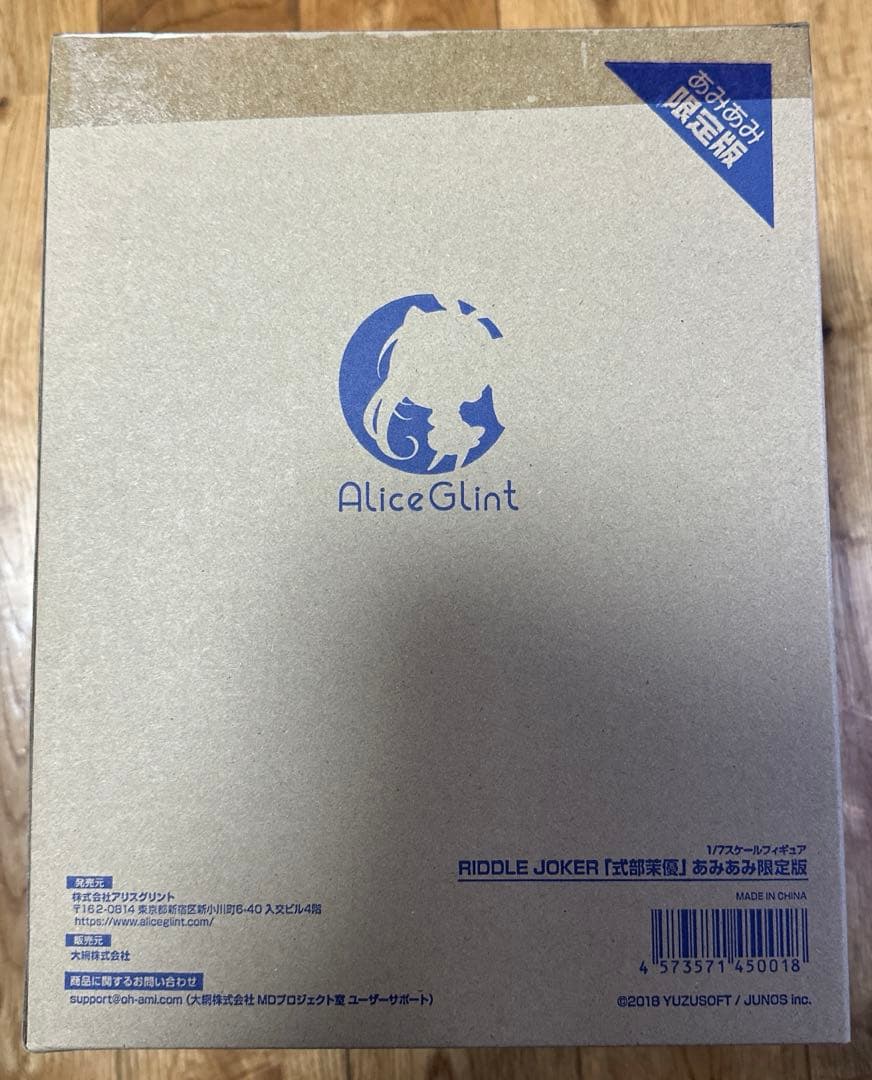 あみあみ
限定版
AliceGlint
1/7スケールフィギュア
RIDDLE JOKER「式部茉優」あみあみ限定版
MADE IN CHINA
4 573571 450018
©2018 YUZUSOFT / JUNOS inc.
発売元
株式会社アリスグリント
〒162-0814 東京都新宿区新小川町6-40 入交ビル4階
https://www.aliceglint.com/
販売元
大網株式会社
商品に関するお問い合わせ
support@oh-ami.com（大網株式会社 MDプロジェクト室 ユーザーサポート）